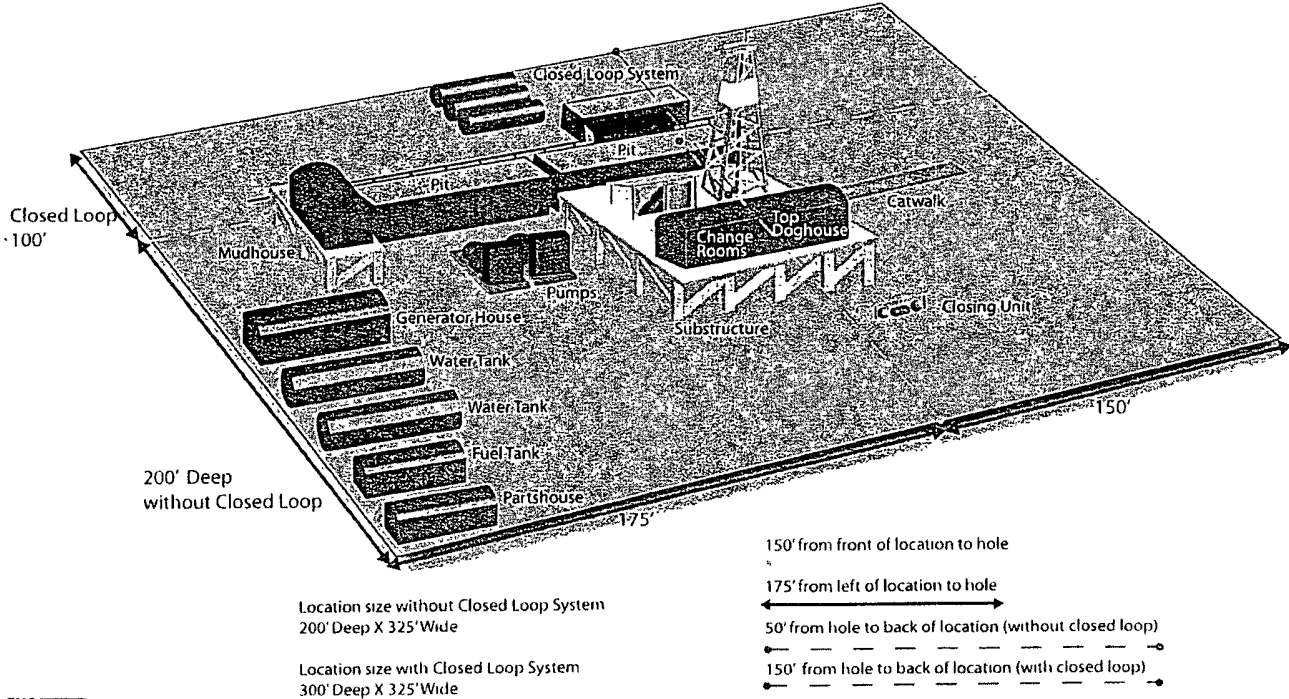 Closed Loop System
Pit
Pit
Closed Loop
100'
Mudhouse
Catwalk
Top
Doghouse
Change
Rooms
Pumps
Closing Unit
Generator House
Substructure
Water Tank
Water Tank
150'
Fuel Tank
200' Deep
without Closed Loop
Partshouse
175'
150' from front of location to hole
175' from left of location to hole
Location size without Closed Loop System
200' Deep X 325' Wide
50' from hole to back of location (without closed loop)
Location size with Closed Loop System
300' Deep X 325' Wide
150' from hole to back of location (with closed loop)